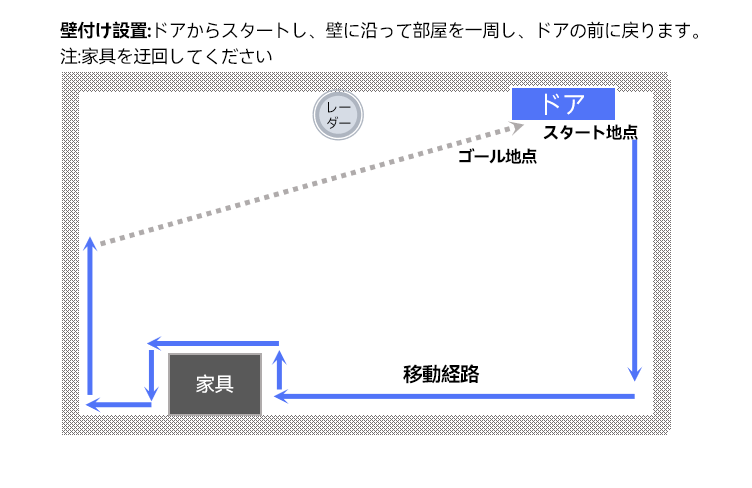 壁付け設置:ドアからスタートし、壁に沿って部屋を一周し、ドアの前に戻ります。
注:家具を迂回してください
レー
ダー
ドア
スタート地点
ゴール地点
移動経路
家具